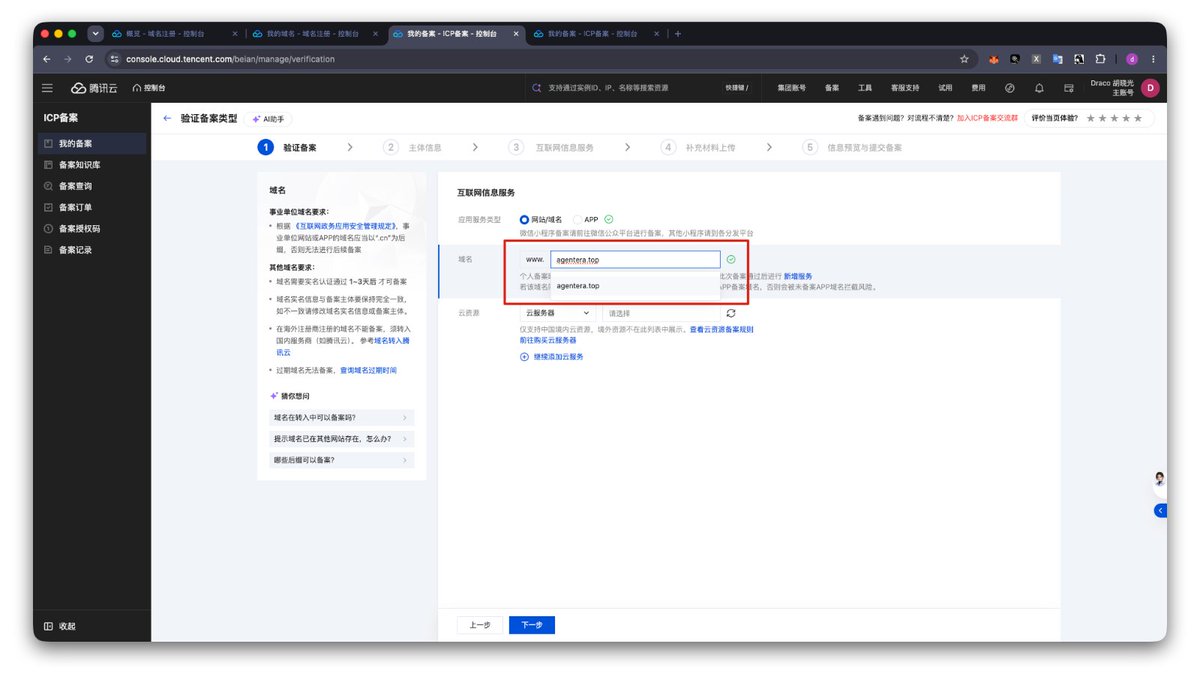 概览 - 域名注册 - 控制台
我的域名 - 域名注册 - 控制台
我的备案 - ICP备案 - 控制台
我的备案 - ICP备案 - 控制台
console.cloud.tencent.com/beian/manage/verification
腾讯云
控制台
支持通过实例ID、IP、名称等搜索资源
快捷键 /
集团账号
备案
工具
客服支持
试用
费用
Draco 胡晓光
主账号
D
ICP备案
我的备案
备案知识库
备案查询
备案订单
备案授权码
备案记录
收起
验证备案类型
AI助手
备案遇到问题？对流程不清楚？加入ICP备案交流群
评价当页体验？
1 验证备案
2 主体信息
3 互联网信息服务
4 补充材料上传
5 信息预览与提交备案
域名
事业单位域名要求：
• 根据《互联网政务应用安全管理规定》，事
业单位网站或APP的域名应当以“.cn”为后
缀，否则无法进行后续备案
其他域名要求：
• 域名需要实名认证通过 1~3天后 才可备案
• 域名实名信息与备案主体要保持完全一致，
如不一致请修改域名实名信息或备案主体。
• 在海外注册商注册的域名不能备案，须转入
国内服务商（如腾讯云）。参考域名转入腾
讯云
• 过期域名无法备案，查询域名过期时间
猜你想问
域名在转入中可以备案吗？
提示域名已在其他网站存在，怎么办？
哪些后缀可以备案？
互联网信息服务
应用服务类型
网站/域名
APP
微信小程序备案请前往微信公众平台进行备案，其他小程序请到各分发平台
域名
www.
agentera.top
agentera.top
个人备案
此次备案通过后进行 新增服务
若该域名
APP备案域名，否则会被未备案APP域名拦截风险。
云资源
云服务器
请选择
仅支持中国境内云资源，境外资源不在此列表中展示。查看云资源备案规则
前往购买云服务器
继续添加云服务
上一步
下一步